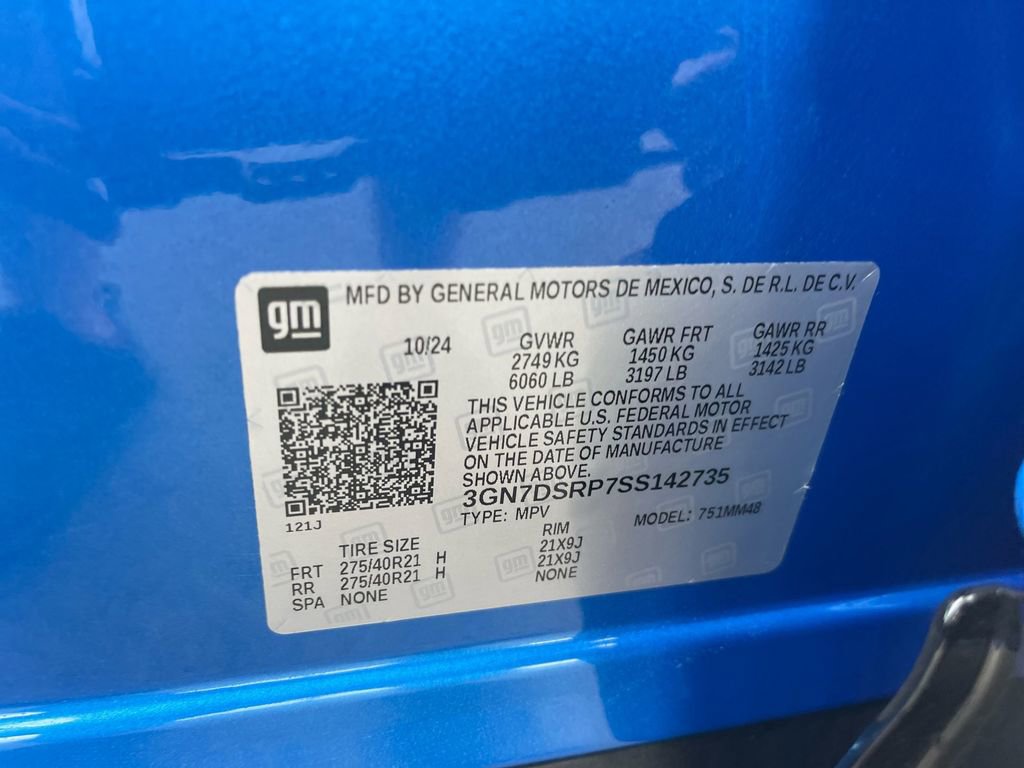 gm
MFD BY GENERAL MOTORS DE MEXICO, S. DE R.L. DE C.V.
10/24
GVWR GAWR FRT GAWR RR
2749 KG 1450 KG 1425 KG
6060 LB 3197 LB 3142 LB
THIS VEHICLE CONFORMS TO ALL
APPLICABLE U.S. FEDERAL MOTOR
VEHICLE SAFETY STANDARDS IN EFFECT
ON THE DATE OF MANUFACTURE
SHOWN ABOVE.
3GN7DSRP7SS142735
TYPE: MPV MODEL: 751MM48
121J
TIRE SIZE RIM
FRT 275/40R21 H 21X9J
RR 275/40R21 H 21X9J
SPA NONE NONE